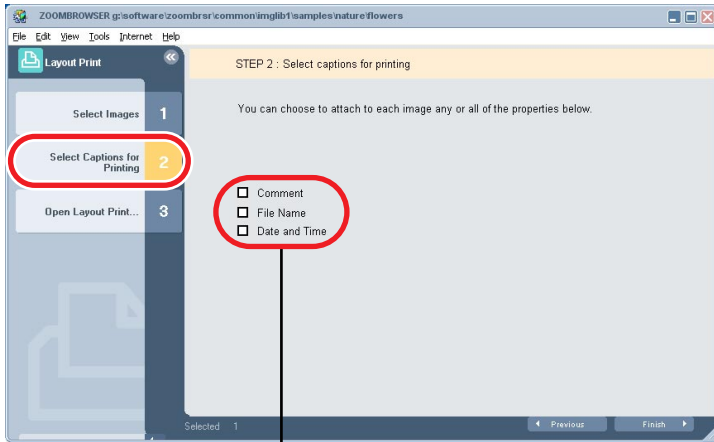 ZOOMBROWSER g:\software\zoombrsr\common\imglib1\samples\nature\flowers
File Edit View Tools Internet Help
Layout Print
STEP 2 : Select captions for printing
Select Images 1
You can choose to attach to each image any or all of the properties below.
Select Captions for
Printing 2
Comment
Open Layout Print... 3
File Name
Date and Time
Selected 1
Previous
Finish